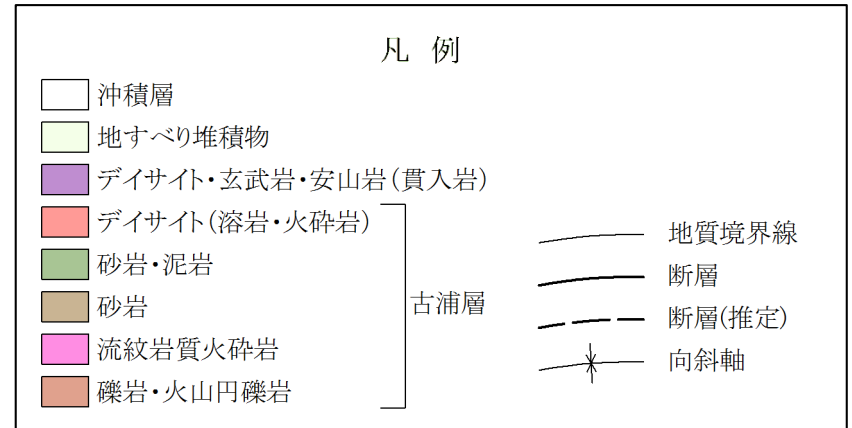 凡 例
沖積層
地すべり堆積物
デイサイト・玄武岩・安山岩(貫入岩)
デイサイト(溶岩・火砕岩)
砂岩・泥岩
砂岩
流紋岩質火砕岩
礫岩・火山円礫岩
古浦層
地質境界線
断層
断層(推定)
向斜軸